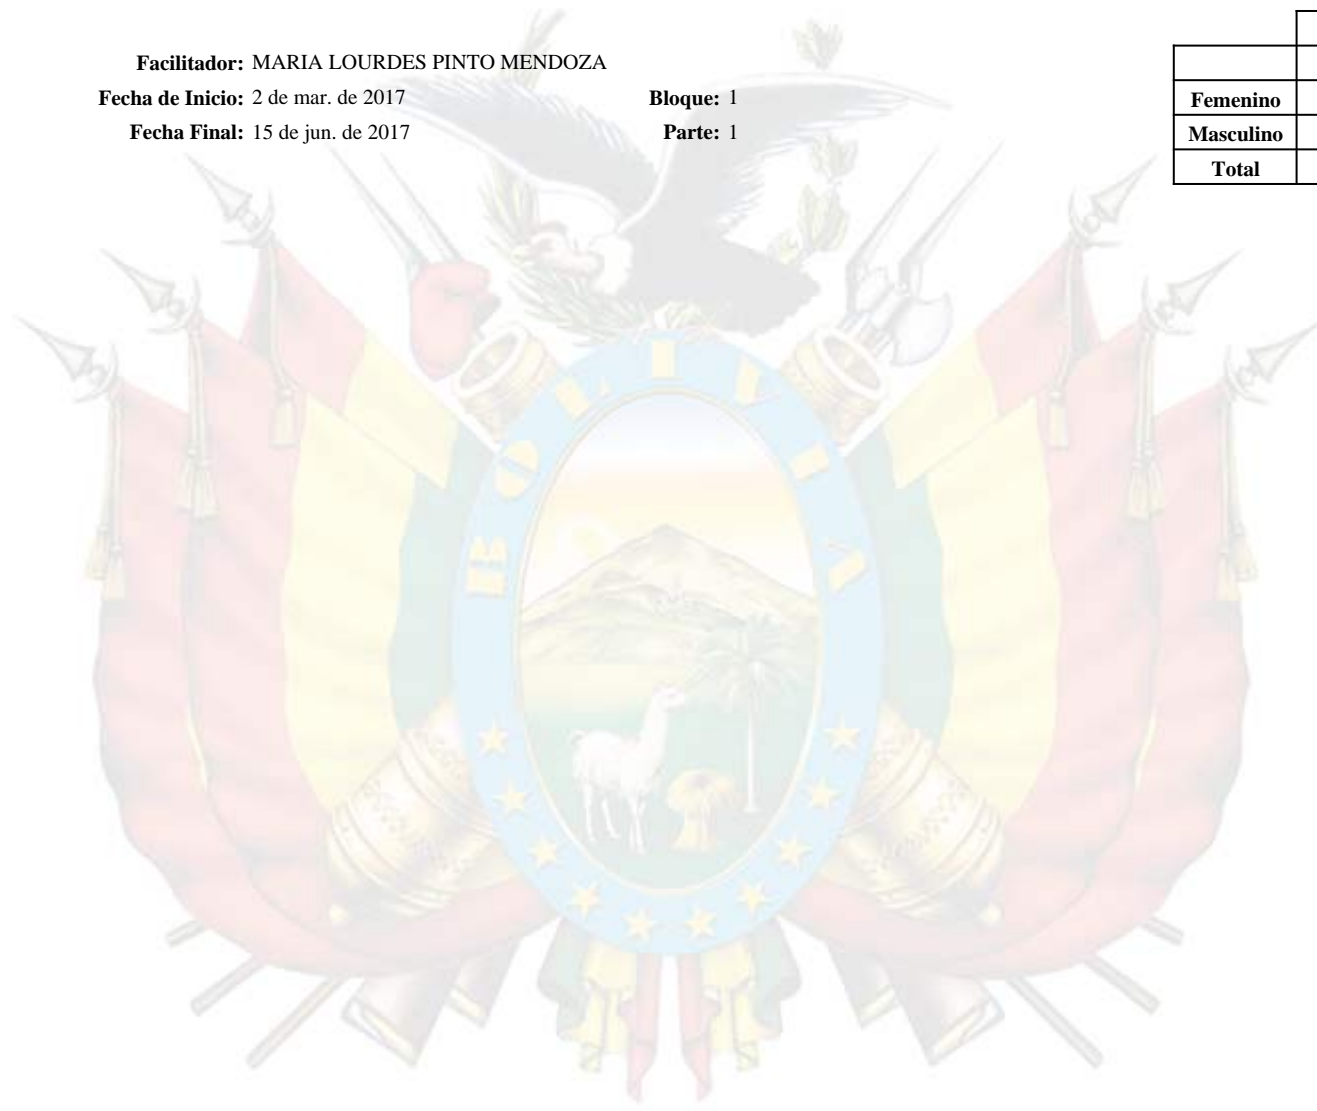 Facilitador: MARIA LOURDES PINTO MENDOZA
Fecha de Inicio: 2 de mar. de 2017 Bloque: 1
Fecha Final: 15 de jun. de 2017 Parte: 1
Femenino
Masculino
Total
BOLIVIA